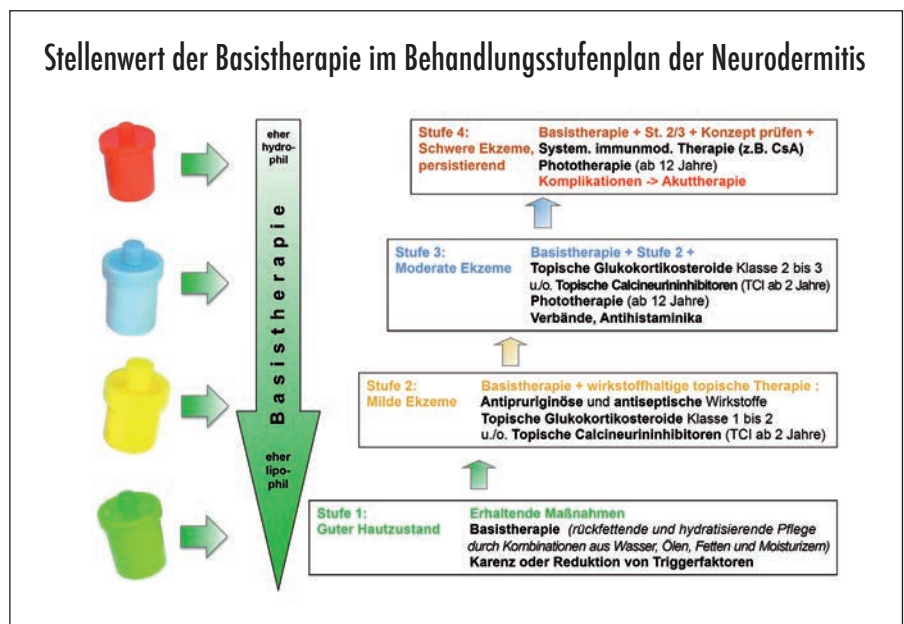 Stellenwert der Basistherapie im Behandlungsstufenplan der Neurodermitis
eher
hydro-
phil
Basistherapie
eher
lipo-
phil
Stufe 4:
Schwere Ekzeme,
persistierend
Basistherapie + St. 2/3 + Konzept prüfen +
System. immunmod. Therapie (z.B. CsA)
Phototherapie (ab 12 Jahre)
Komplikationen -> Akuttherapie
Stufe 3:
Moderate Ekzeme
Basistherapie + Stufe 2 +
Topische Glukokortikosteroide Klasse 2 bis 3
u./o. Topische Calcineurininhibitoren (TCI ab 2 Jahre)
Phototherapie (ab 12 Jahre)
Verbände, Antihistaminika
Stufe 2:
Milde Ekzeme
Basistherapie + wirkstoffhaltige topische Therapie :
Antipruriginöse und antiseptische Wirkstoffe
Topische Glukokortikosteroide Klasse 1 bis 2
u./o. Topische Calcineurininhibitoren (TCI ab 2 Jahre)
Stufe 1:
Guter Hautzustand
Erhaltende Maßnahmen
Basistherapie (rückfettende und hydratisierende Pflege
durch Kombinationen aus Wasser, Ölen, Fetten und Moisturizern)
Karenz oder Reduktion von Triggerfaktoren